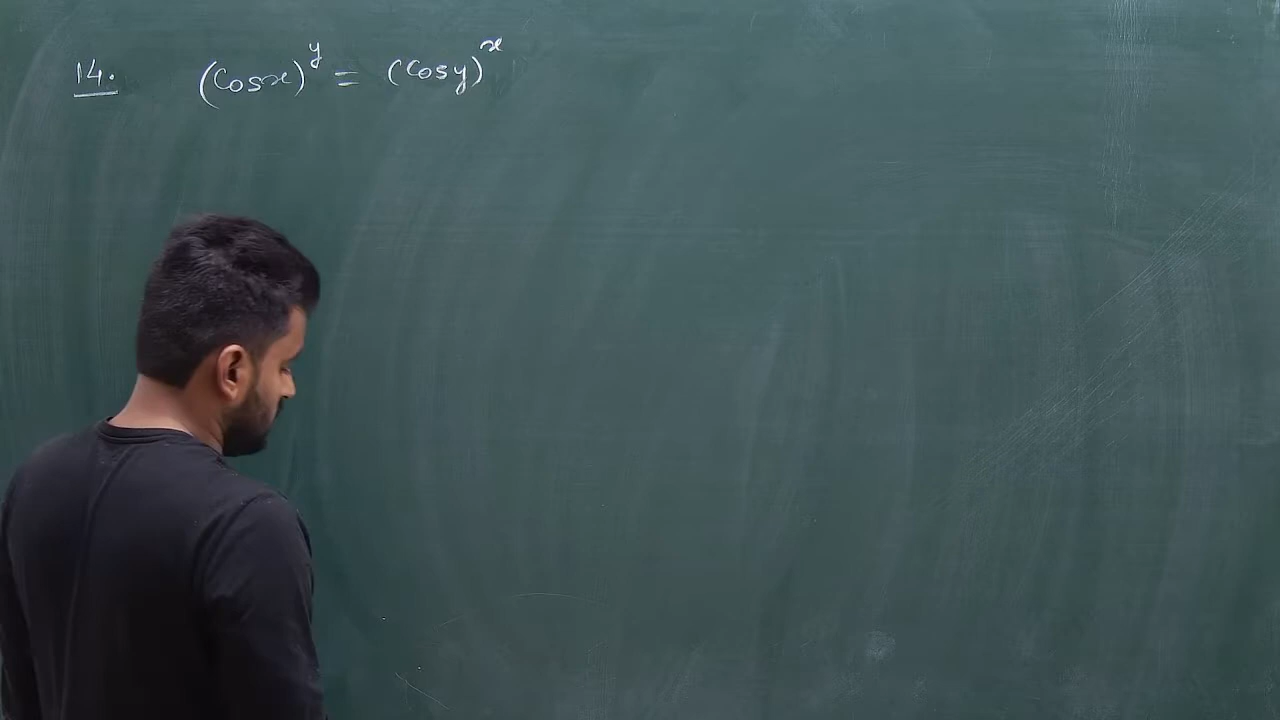 14. (Cosx)^y = (Cosy)^x